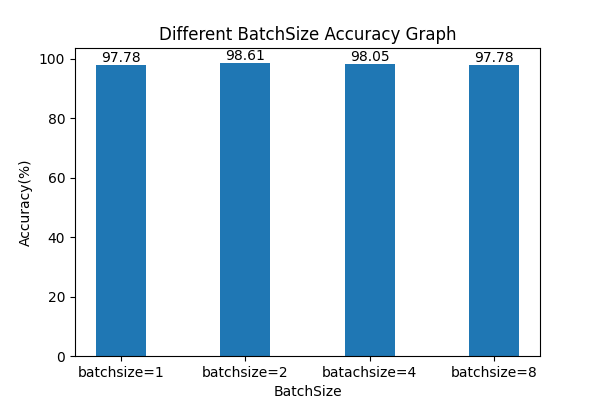 Different BatchSize Accuracy Graph
97.78 98.61 98.05 97.78
100
80
60
40
20
0
Accuracy(%)
batchsize=1 batchsize=2 batachsize=4 batchsize=8
BatchSize